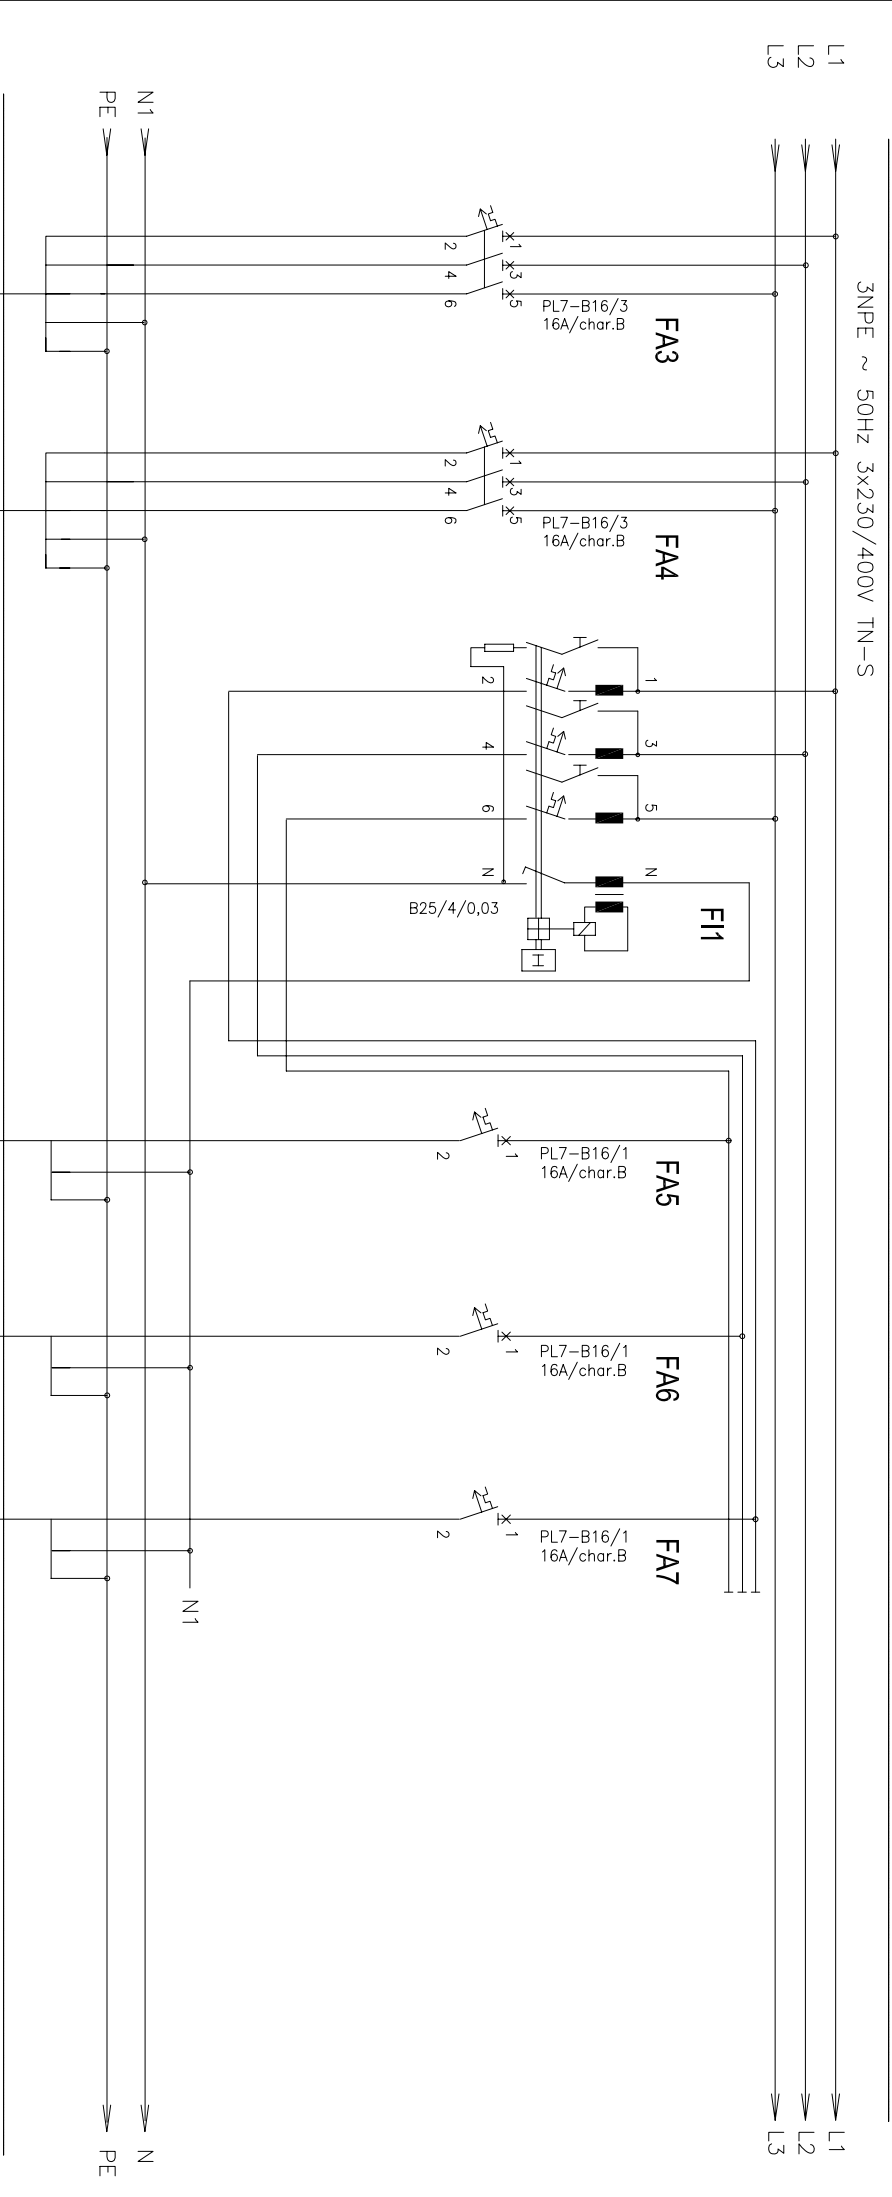 3NPE ~ 50Hz 3x230/400V TN-S
L1
L2
L3
L1
L2
L3
FA3
PL7-B16/3
16A/char.B
1
3
5
2
4
6
FA4
PL7-B16/3
16A/char.B
1
3
5
2
4
6
FI1
1
3
5
N
2
4
6
N
H
B25/4/0,03
FA5
PL7-B16/1
16A/char.B
1
2
FA6
PL7-B16/1
16A/char.B
1
2
FA7
PL7-B16/1
16A/char.B
1
2
N1
N1
N
PE
PE